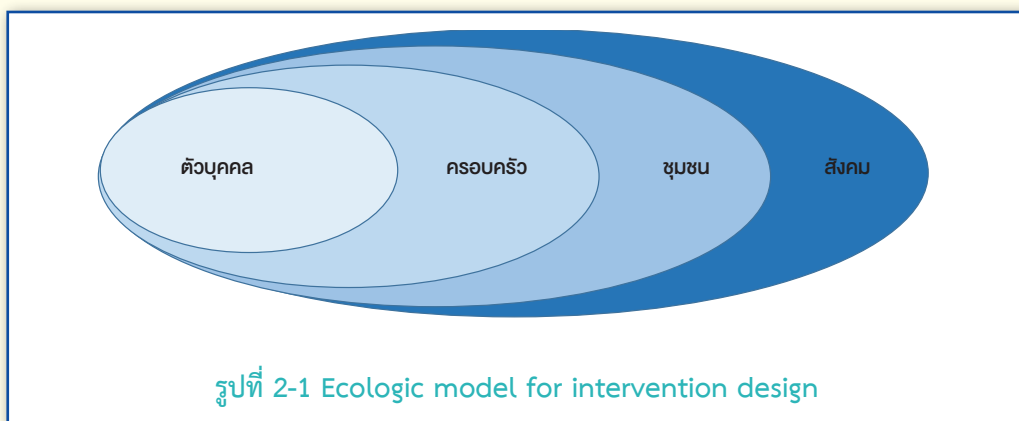 ตัวบุคคล ครอบครัว ชุมชน สังคม
รูปที่ 2-1 Ecologic model for intervention design